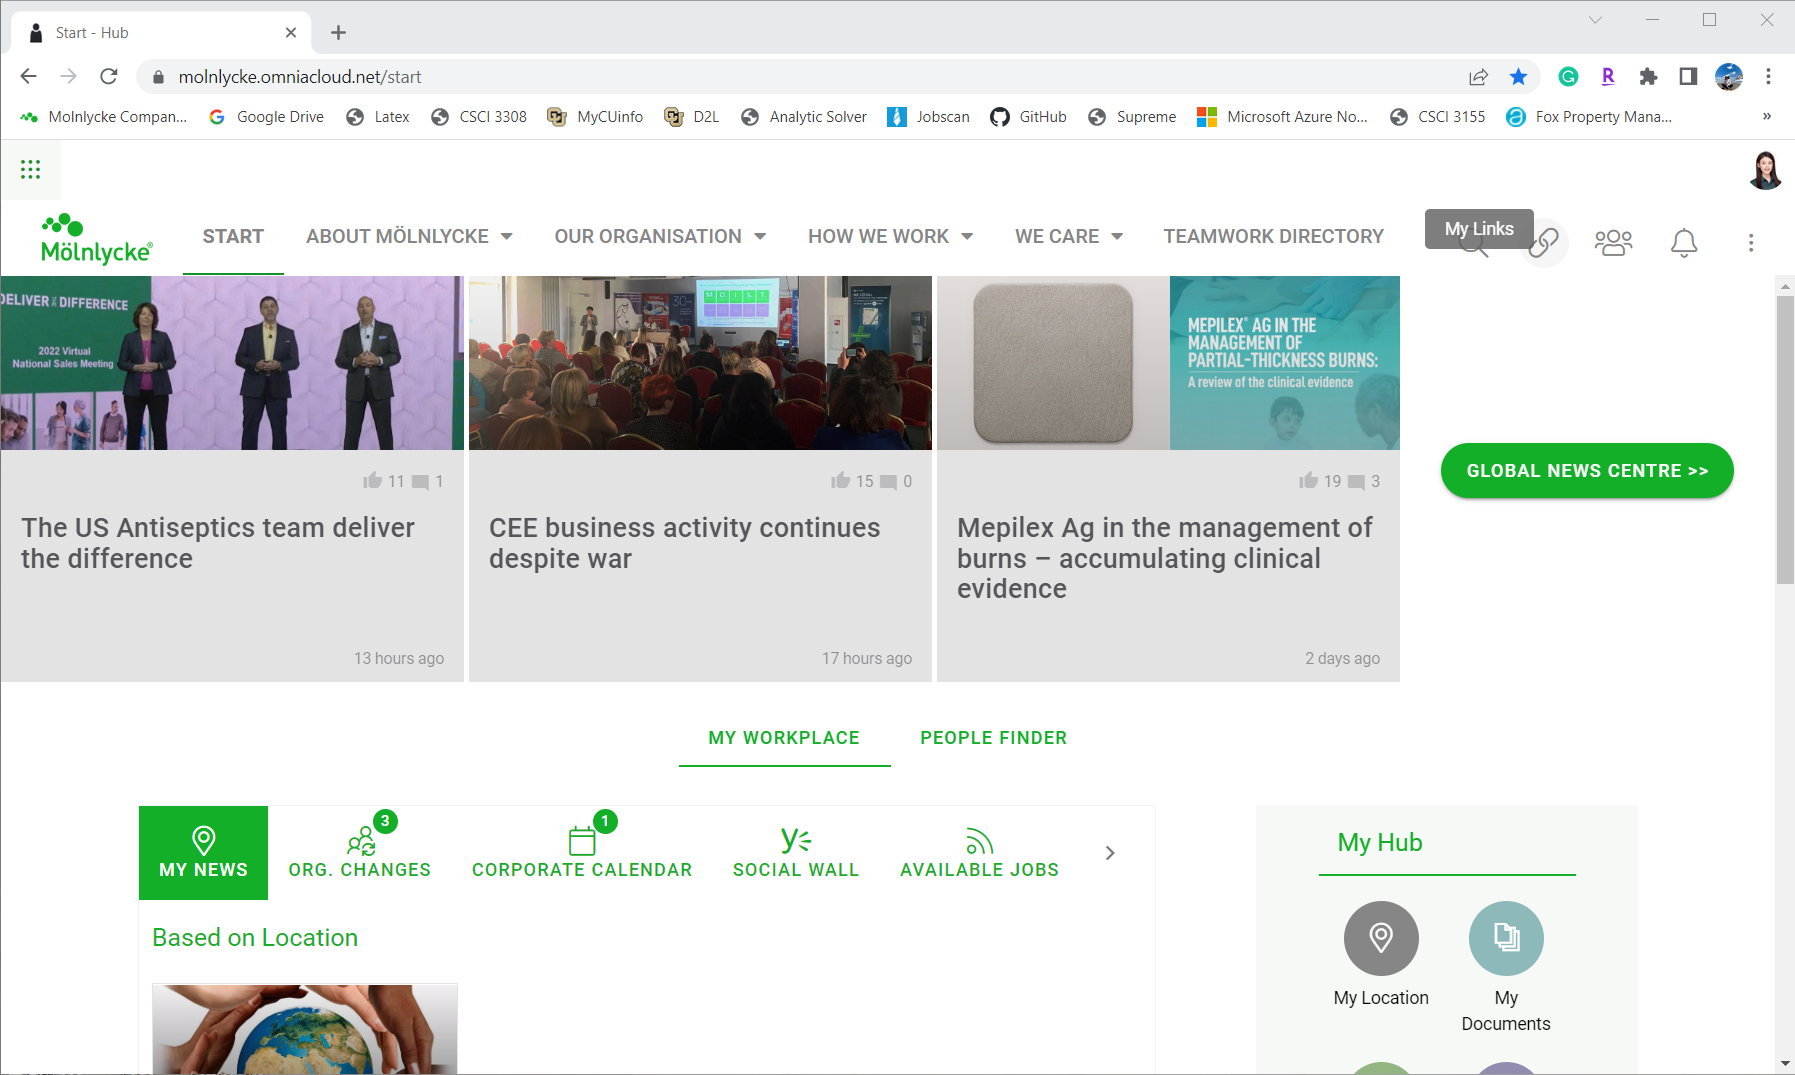 Start - Hub
molnlycke.omniacloud.net/start
Molnlycke Compan...
Google Drive
Latex
CSCI 3308
MyCUinfo
D2L
Analytic Solver
Jobscan
GitHub
Supreme
Microsoft Azure No...
CSCI 3155
Fox Property Mana...
»
Mölnlycke®
START
ABOUT MÖLNLYCKE
OUR ORGANISATION
HOW WE WORK
WE CARE
TEAMWORK DIRECTORY
My Links
DELIVER THE DIFFERENCE
2022 Virtual
National Sales Meeting
M O I S T
30
MEPILEX® AG IN THE
MANAGEMENT OF
PARTIAL-THICKNESS BURNS:
A review of the clinical evidence
11 1
15 0
19 3
The US Antiseptics team deliver
the difference
CEE business activity continues
despite war
Mepilex Ag in the management of
burns – accumulating clinical
evidence
13 hours ago
17 hours ago
2 days ago
GLOBAL NEWS CENTRE >>
MY WORKPLACE
PEOPLE FINDER
MY NEWS
3
ORG. CHANGES
1
CORPORATE CALENDAR
SOCIAL WALL
AVAILABLE JOBS
Based on Location
My Hub
My Location
My
Documents